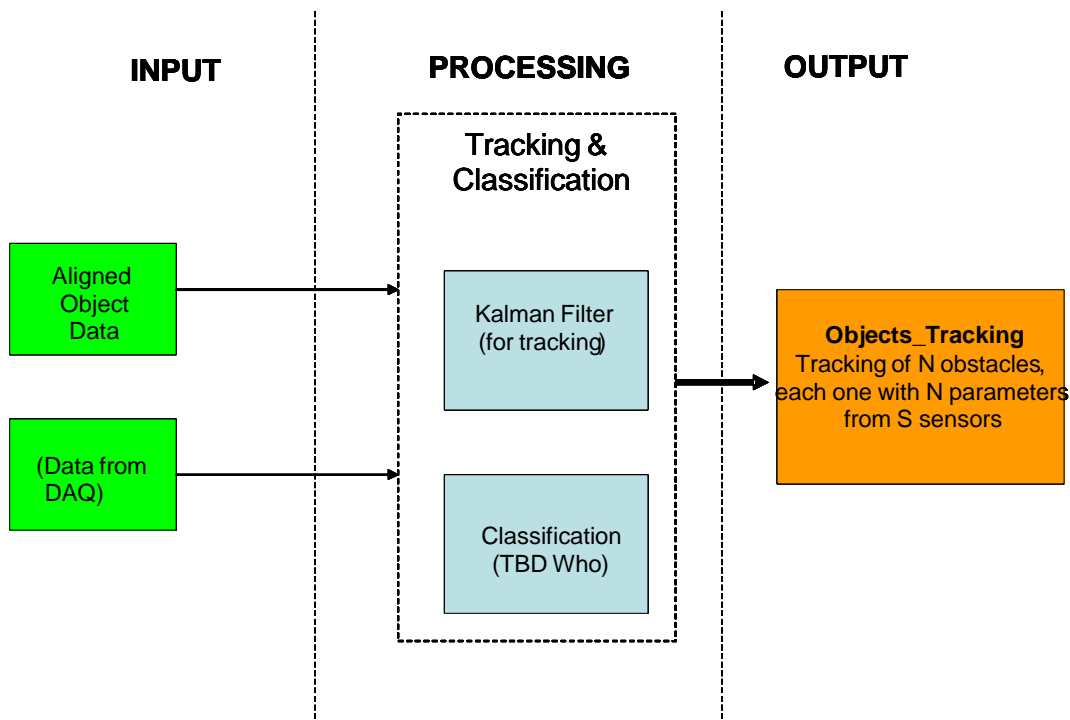 INPUT
PROCESSING
OUTPUT
Tracking &
Classification
Aligned
Object
Data
(Data from
DAQ)
Kalman Filter
(for tracking)
Classification
(TBD Who)
Objects_Tracking
Tracking of N obstacles,
each one with N parameters
from S sensors